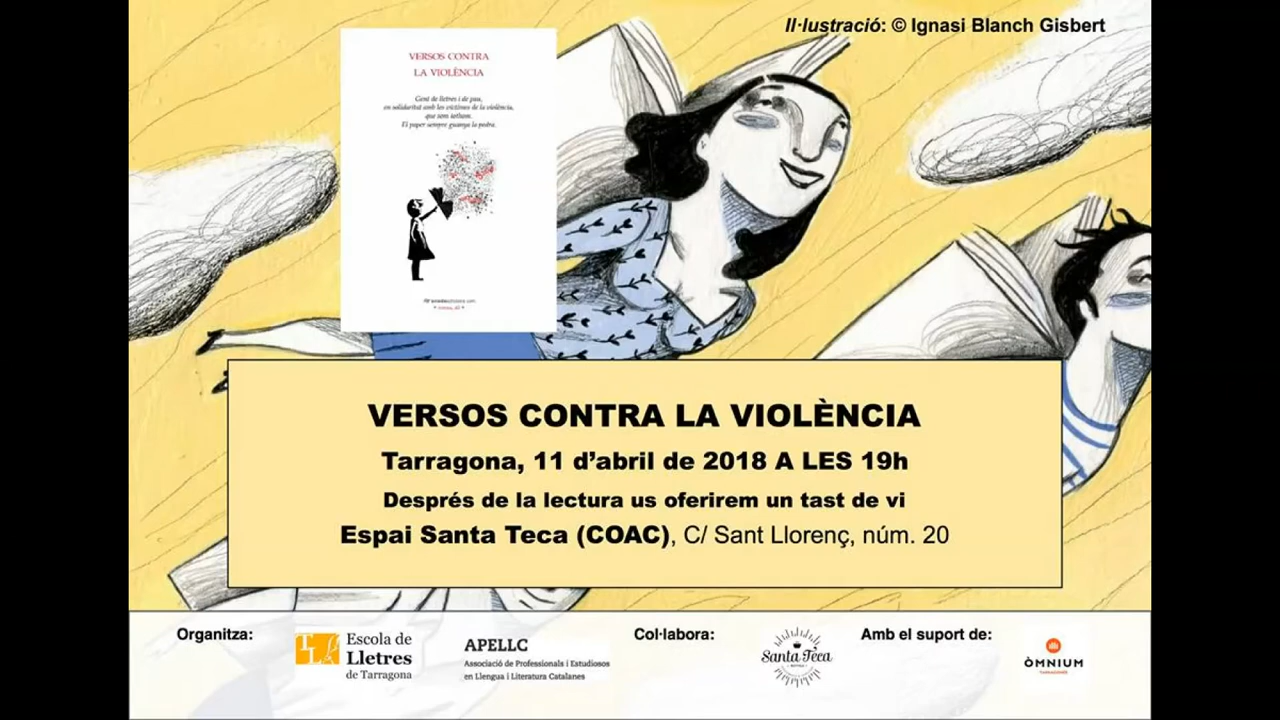 Il·lustració: © Ignasi Blanch Gisbert
VERSOS CONTRA
LA VIOLÈNCIA
Gent de lletres i de pau,
en solidaritat amb les víctimes de la violència,
que som tothom.
El paper sempre guanya la pedra.
VERSOS CONTRA LA VIOLÈNCIA
Tarragona, 11 d’abril de 2018 A LES 19h
Després de la lectura us oferirem un tast de vi
Espai Santa Teca (COAC), C/ Sant Llorenç, núm. 20
Organitza:
TL
Escola de
Lletres
de Tarragona
APELLC
Associació de Professionals i Estudiosos
en Llengua i Literatura Catalanes
Col·labora:
Santa Teca
Amb el suport de:
ÒMNIUM